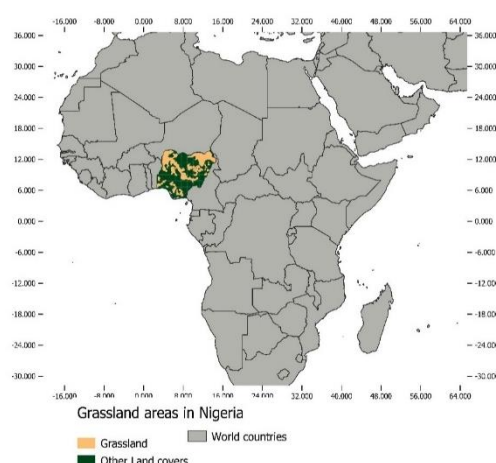 -16.000 -8.000 0.000 8.000 16.000 24.000 32.000 40.000 48.000 56.000 64.000
36.000 36.000
30.000 30.000
24.000 24.000
18.000 18.000
12.000 12.000
6.000 6.000
0.000 0.000
-6.000 -6.000
-12.000 -12.000
-18.000 -18.000
-24.000 -24.000
-30.000 -30.000
-16.000 -8.000 0.000 8.000 16.000 24.000 32.000 40.000 48.000 56.000 64.000
Grassland areas in Nigeria
Grassland World countries
Other Land covers